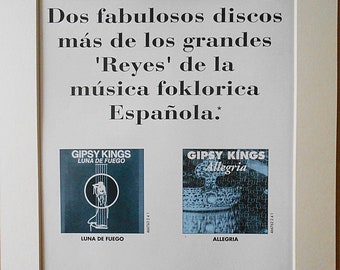 Dos fabulosos discos
más de los grandes
'Reyes' de la
música foklorica
Española.*
GIPSY KINGS
LUNA DE FUEGO
GIPSY KINGS
Allegria
LUNA DE FUEGO
ALLEGRIA